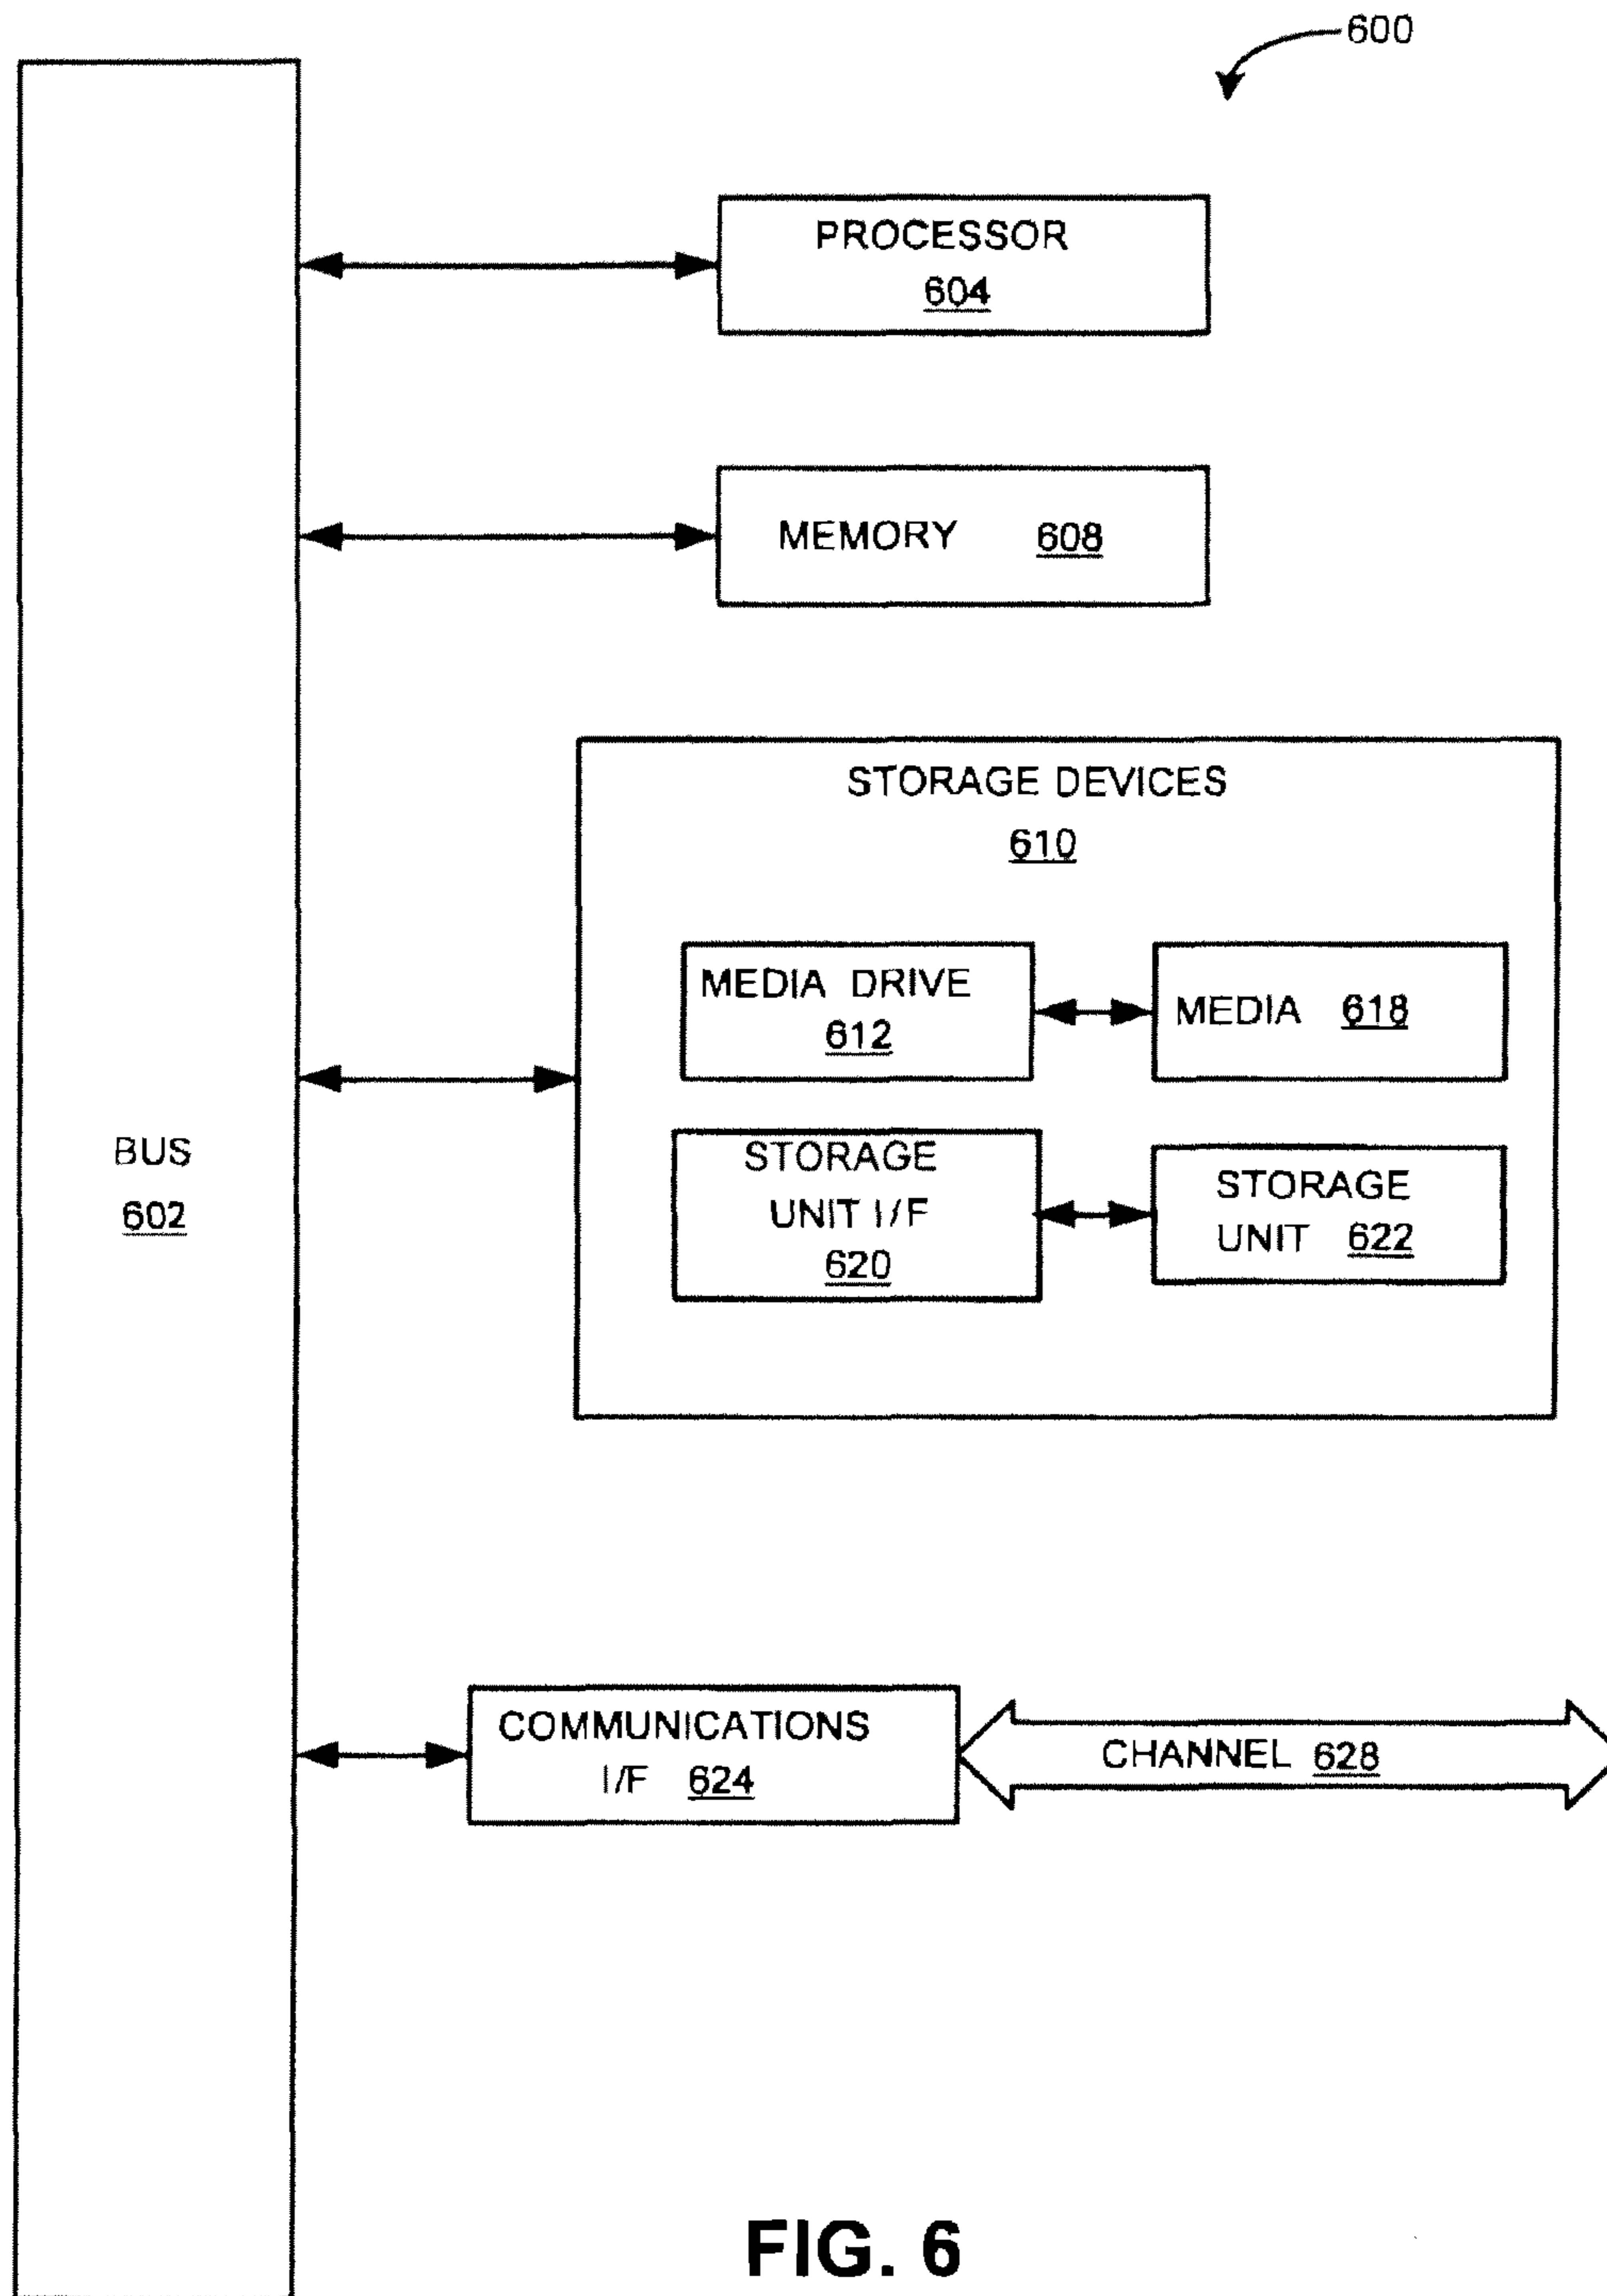 600
PROCESSOR
604
MEMORY 608
STORAGE DEVICES
610
MEDIA DRIVE
612
MEDIA 618
STORAGE
UNIT I/F
620
STORAGE
UNIT 622
BUS
602
COMMUNICATIONS
I/F 624
CHANNEL 628
FIG. 6